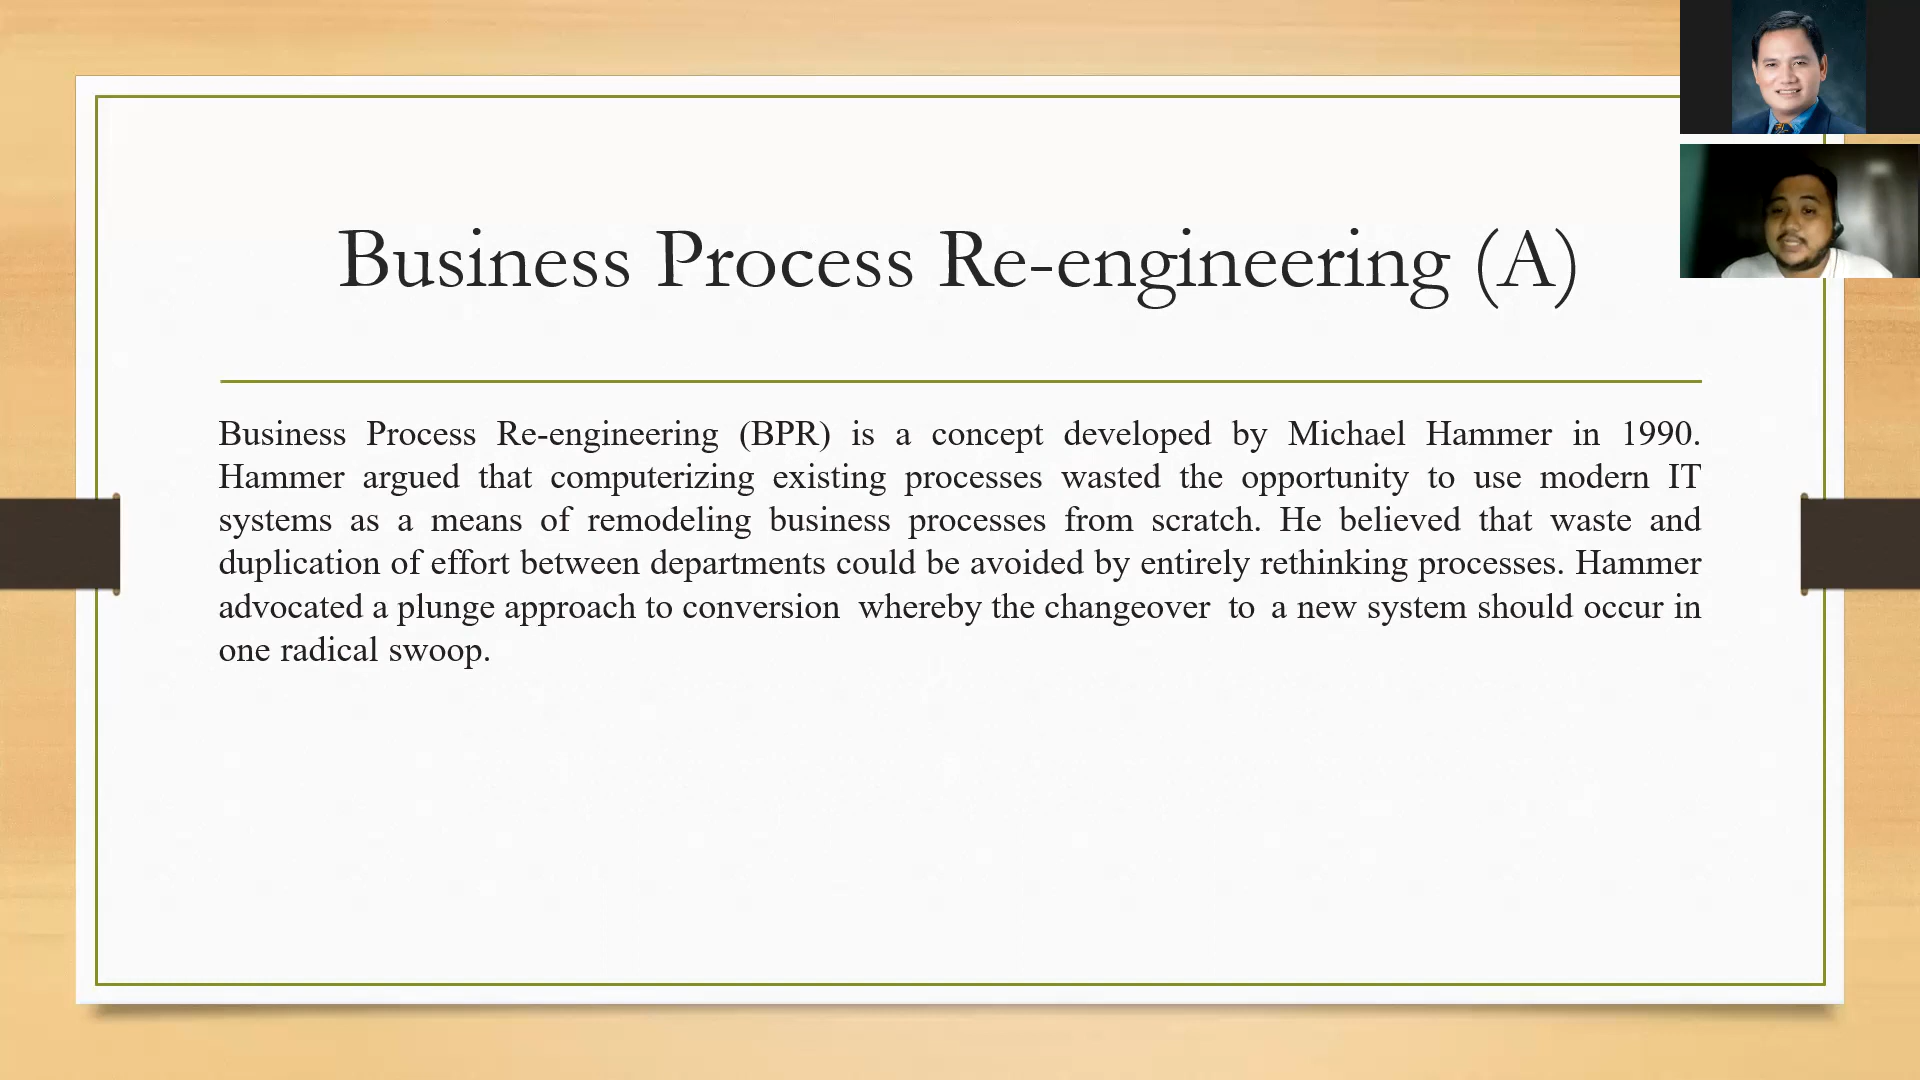 Business Process Re-engineering (A)
Business Process Re-engineering (BPR) is a concept developed by Michael Hammer in 1990.
Hammer argued that computerizing existing processes wasted the opportunity to use modern IT
systems as a means of remodeling business processes from scratch. He believed that waste and
duplication of effort between departments could be avoided by entirely rethinking processes. Hammer
advocated a plunge approach to conversion whereby the changeover to a new system should occur in
one radical swoop.